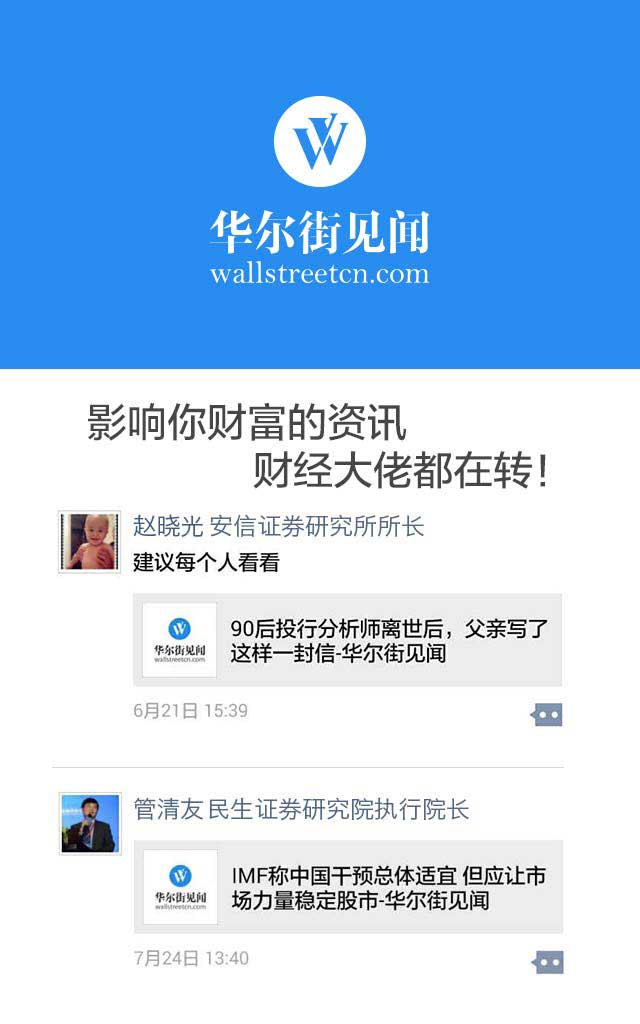 W
华尔街见闻
wallstreetcn.com
影响你财富的资讯
财经大佬都在转!
赵晓光 安信证券研究所所长
建议每个人看看
W
华尔街见闻
wallstreetcn.com
90后投行分析师离世后，父亲写了
这样一封信-华尔街见闻
6月21日 15:39
管清友 民生证券研究院执行院长
W
华尔街见闻
wallstreetcn.com
IMF称中国干预总体适宜 但应让市
场力量稳定股市-华尔街见闻
7月24日 13:40